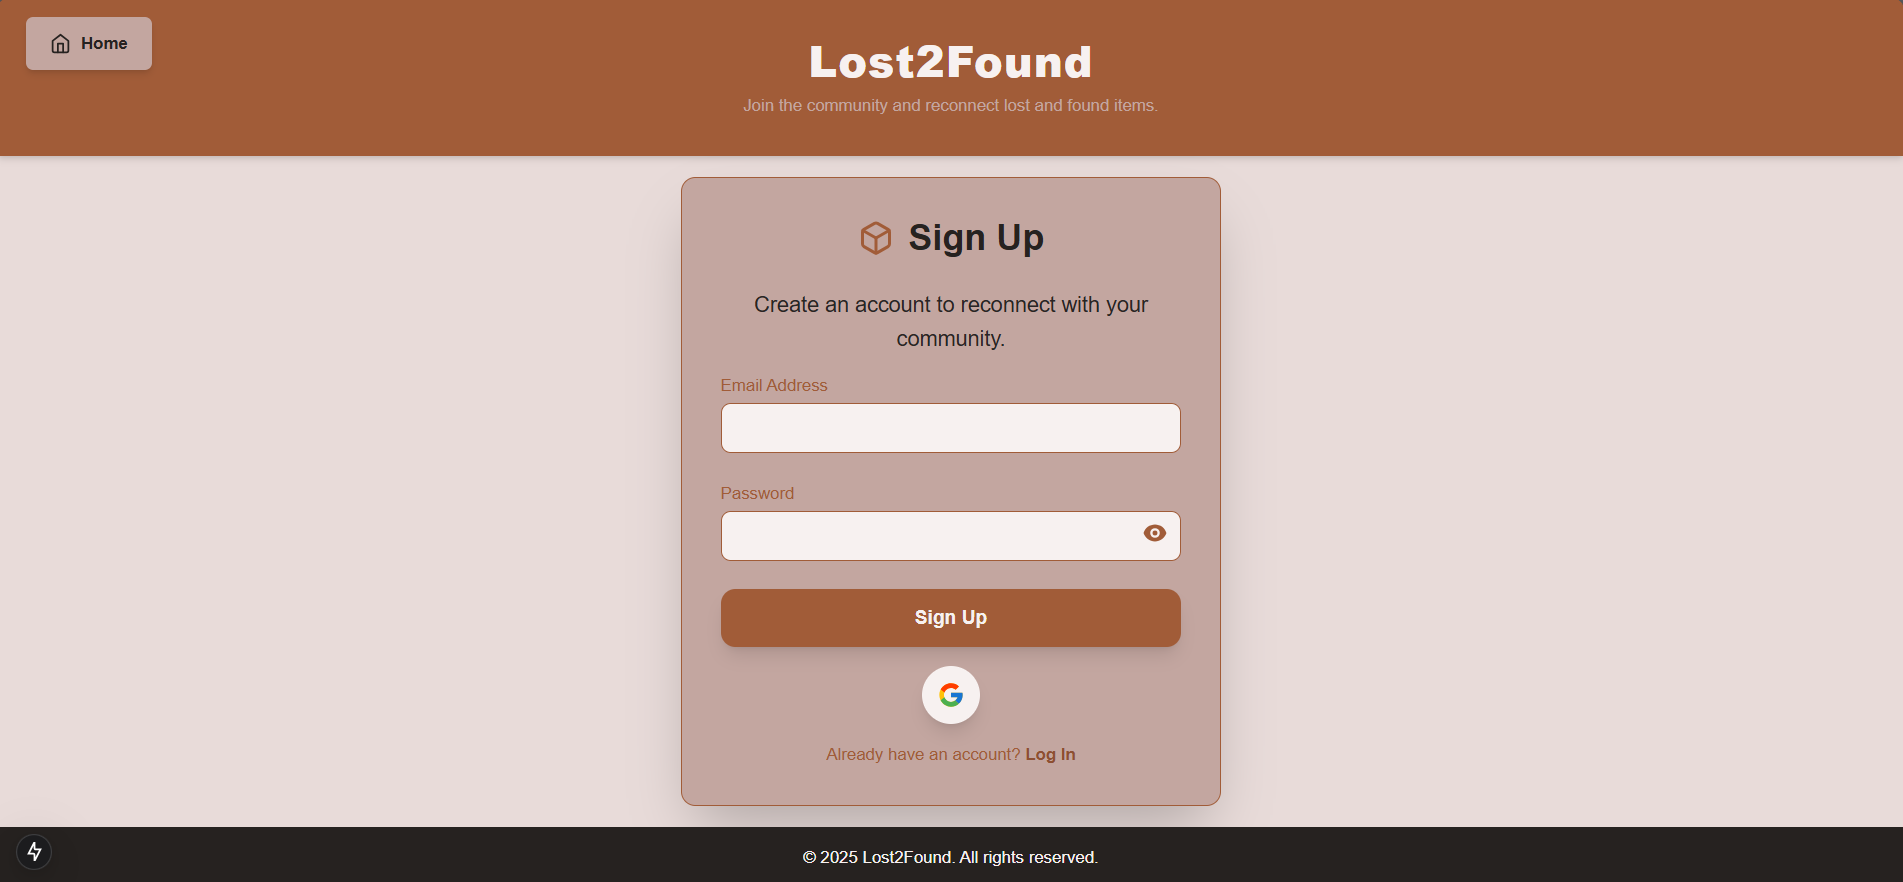 Home
Lost2Found
Join the community and reconnect lost and found items.
Sign Up
Create an account to reconnect with your
community.
Email Address
Password
Sign Up
G
Already have an account? Log In
© 2025 Lost2Found. All rights reserved.